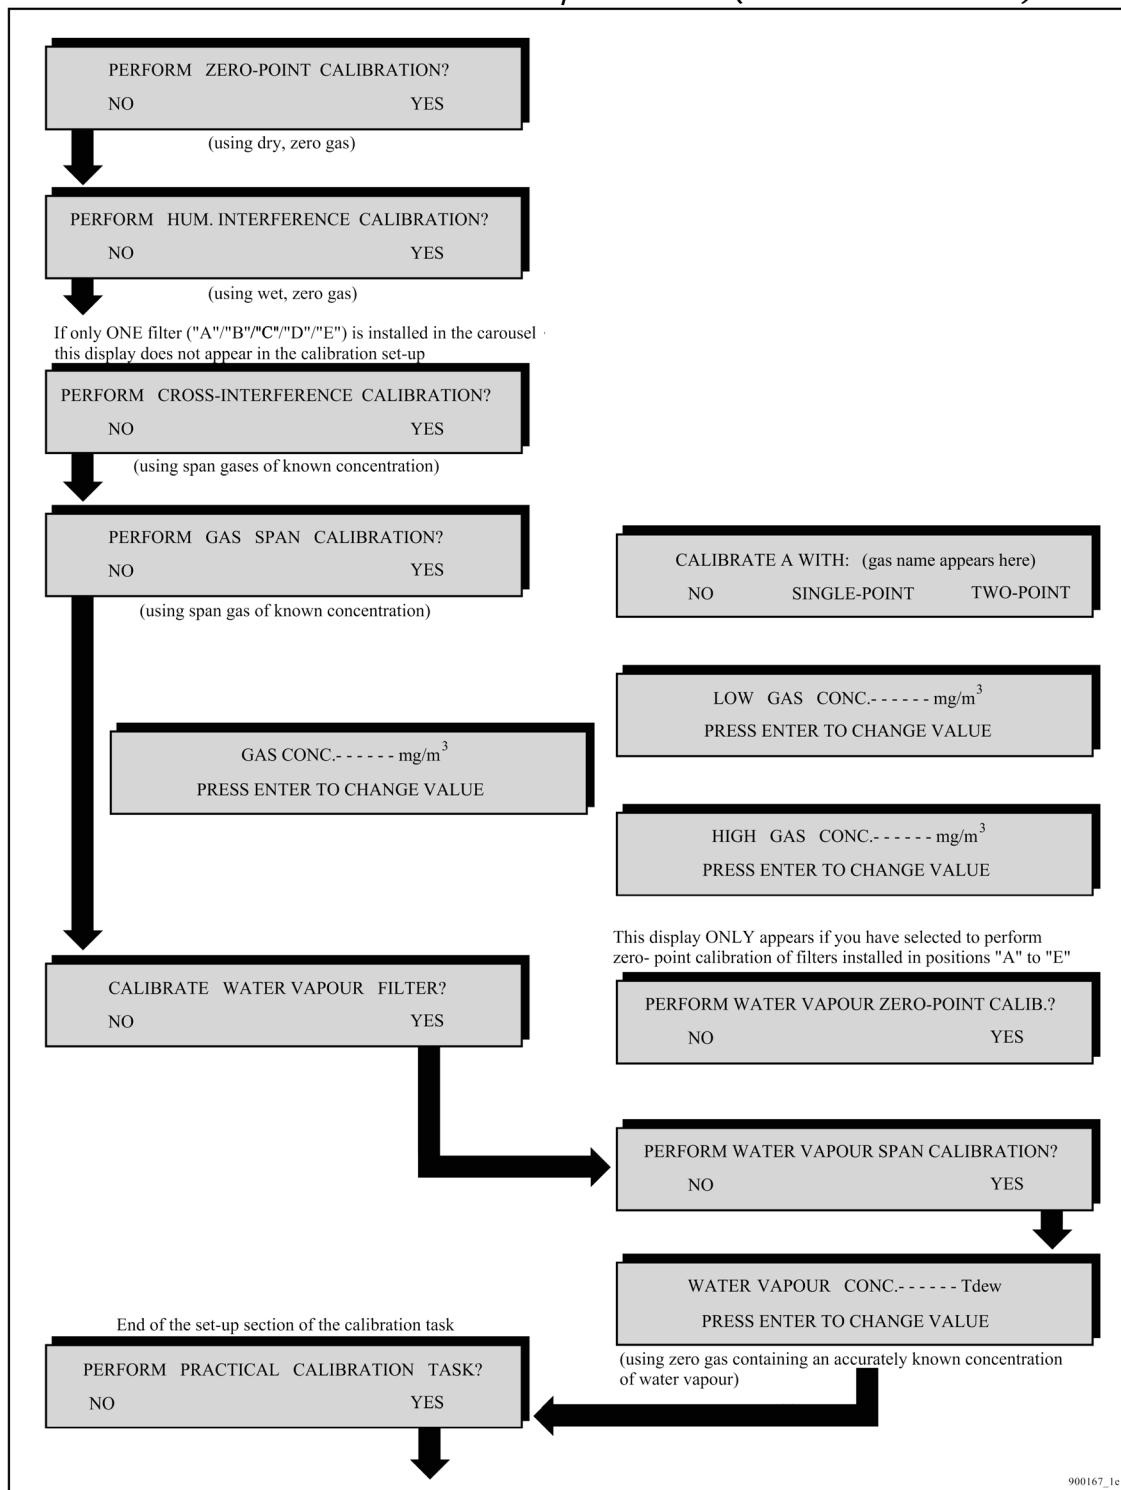 PERFORM ZERO-POINT CALIBRATION?
NO YES
(using dry, zero gas)
PERFORM HUM. INTERFERENCE CALIBRATION?
NO YES
(using wet, zero gas)
If only ONE filter ("A"/"B"/"C"/"D"/"E") is installed in the carousel
this display does not appear in the calibration set-up
PERFORM CROSS-INTERFERENCE CALIBRATION?
NO YES
(using span gases of known concentration)
PERFORM GAS SPAN CALIBRATION?
NO YES
(using span gas of known concentration)
CALIBRATE A WITH: (gas name appears here)
NO SINGLE-POINT TWO-POINT
LOW GAS CONC.- - - - - - mg/m³
PRESS ENTER TO CHANGE VALUE
GAS CONC.- - - - - - mg/m³
PRESS ENTER TO CHANGE VALUE
HIGH GAS CONC.- - - - - - mg/m³
PRESS ENTER TO CHANGE VALUE
This display ONLY appears if you have selected to perform
zero- point calibration of filters installed in positions "A" to "E"
CALIBRATE WATER VAPOUR FILTER?
NO YES
PERFORM WATER VAPOUR ZERO-POINT CALIB.?
NO YES
PERFORM WATER VAPOUR SPAN CALIBRATION?
NO YES
WATER VAPOUR CONC.- - - - - - Tdew
PRESS ENTER TO CHANGE VALUE
(using zero gas containing an accurately known concentration
of water vapour)
End of the set-up section of the calibration task
PERFORM PRACTICAL CALIBRATION TASK?
NO YES
900167_1e